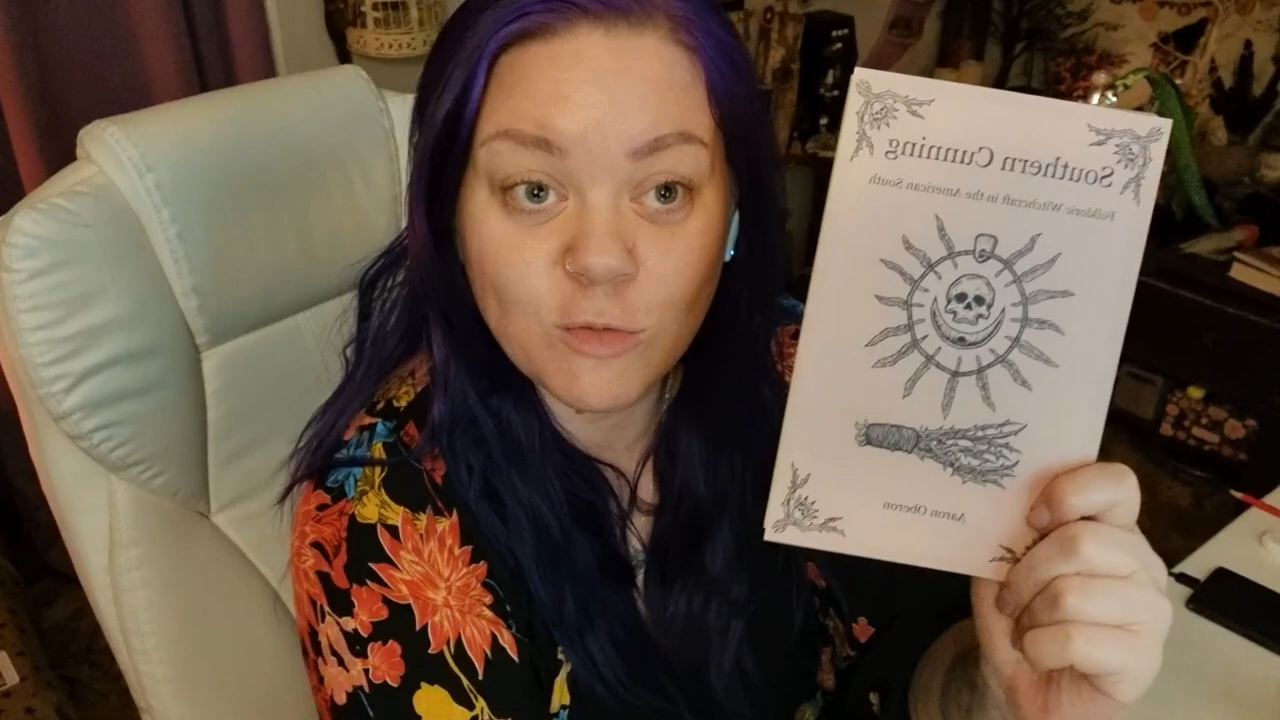 Southern Cunning
Folkloric Witchcraft in the American South
Aaron Oberon